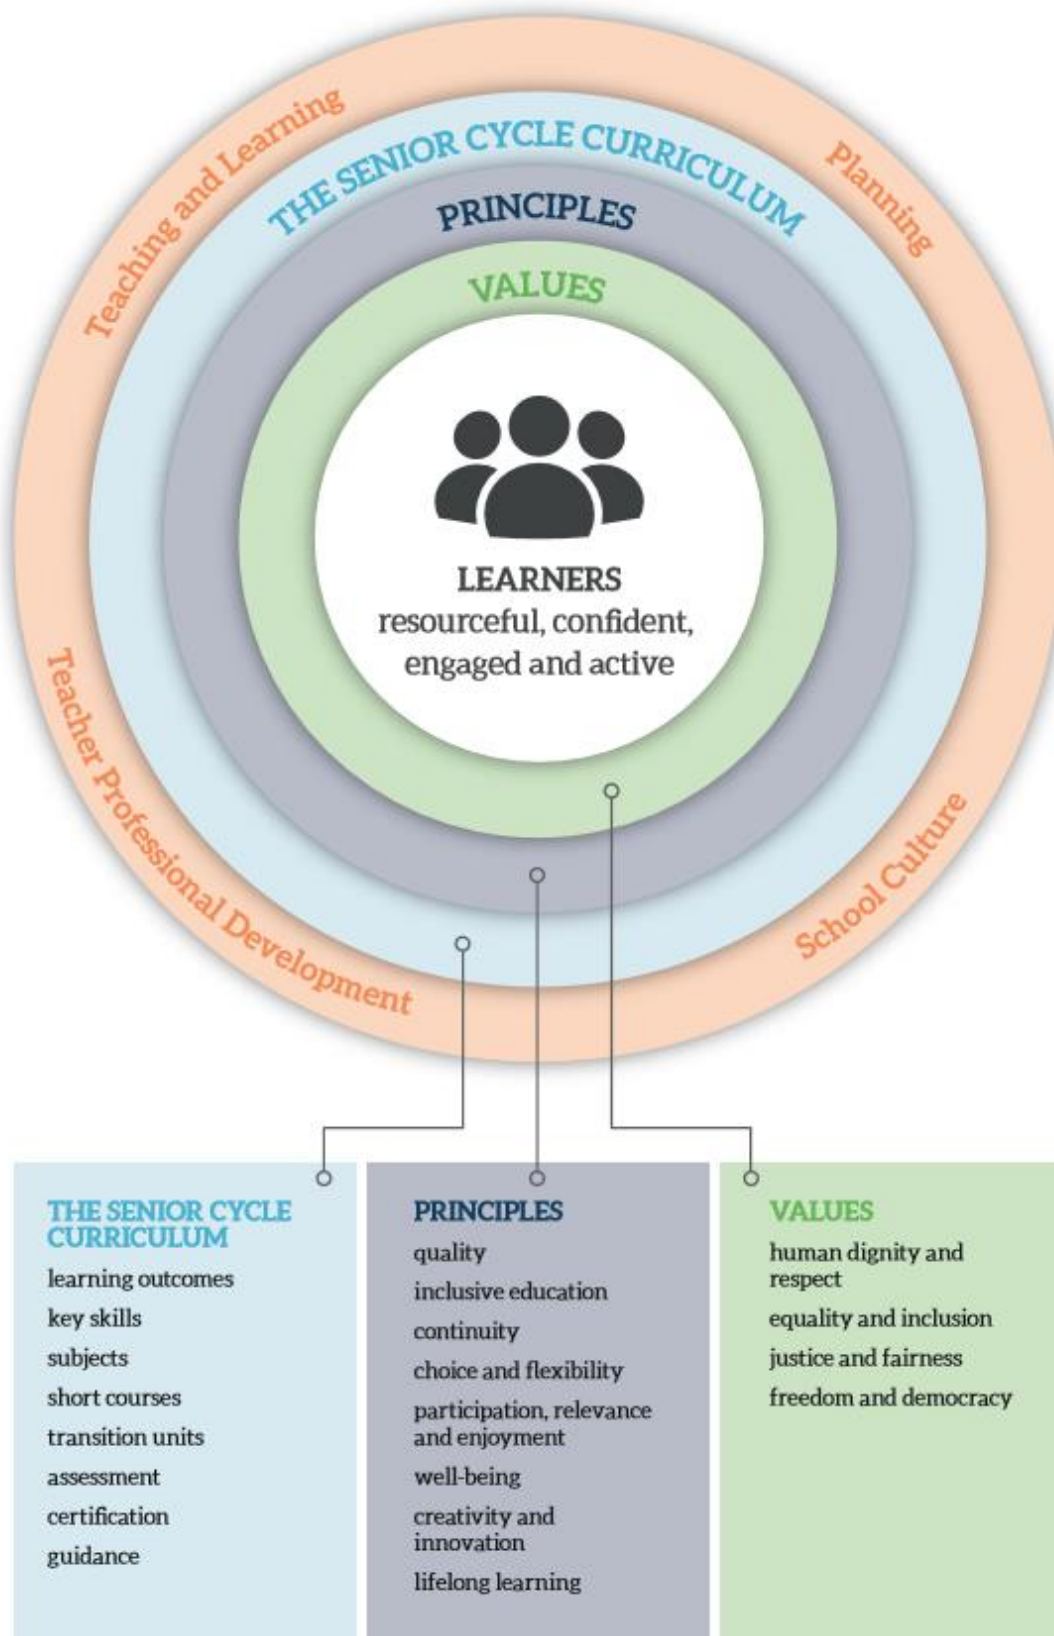 Teaching and Learning
Planning
THE SENIOR CYCLE CURRICULUM
PRINCIPLES
VALUES
LEARNERS
resourceful, confident,
engaged and active
Teacher Professional Development
School Culture
THE SENIOR CYCLE
CURRICULUM
learning outcomes
key skills
subjects
short courses
transition units
assessment
certification
guidance
PRINCIPLES
quality
inclusive education
continuity
choice and flexibility
participation, relevance
and enjoyment
well-being
creativity and
innovation
lifelong learning
VALUES
human dignity and
respect
equality and inclusion
justice and fairness
freedom and democracy